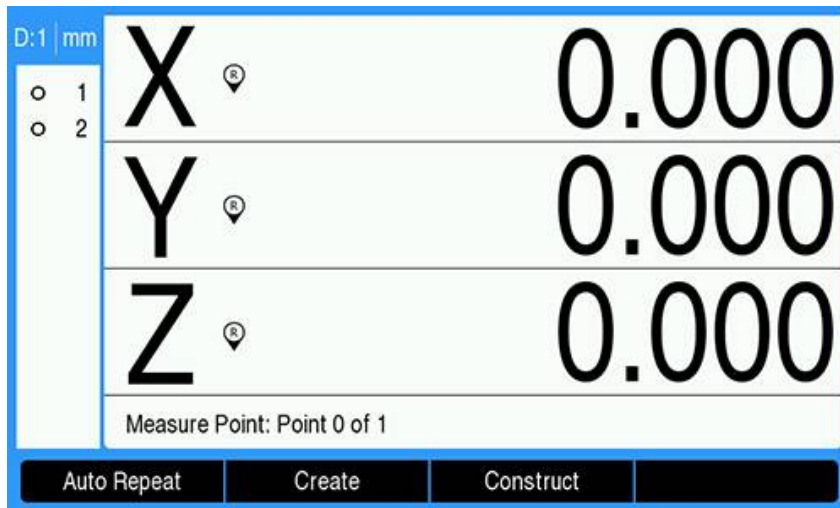 D:1 mm
1
2
X R 0.000
Y R 0.000
Z R 0.000
Measure Point: Point 0 of 1
Auto Repeat Create Construct